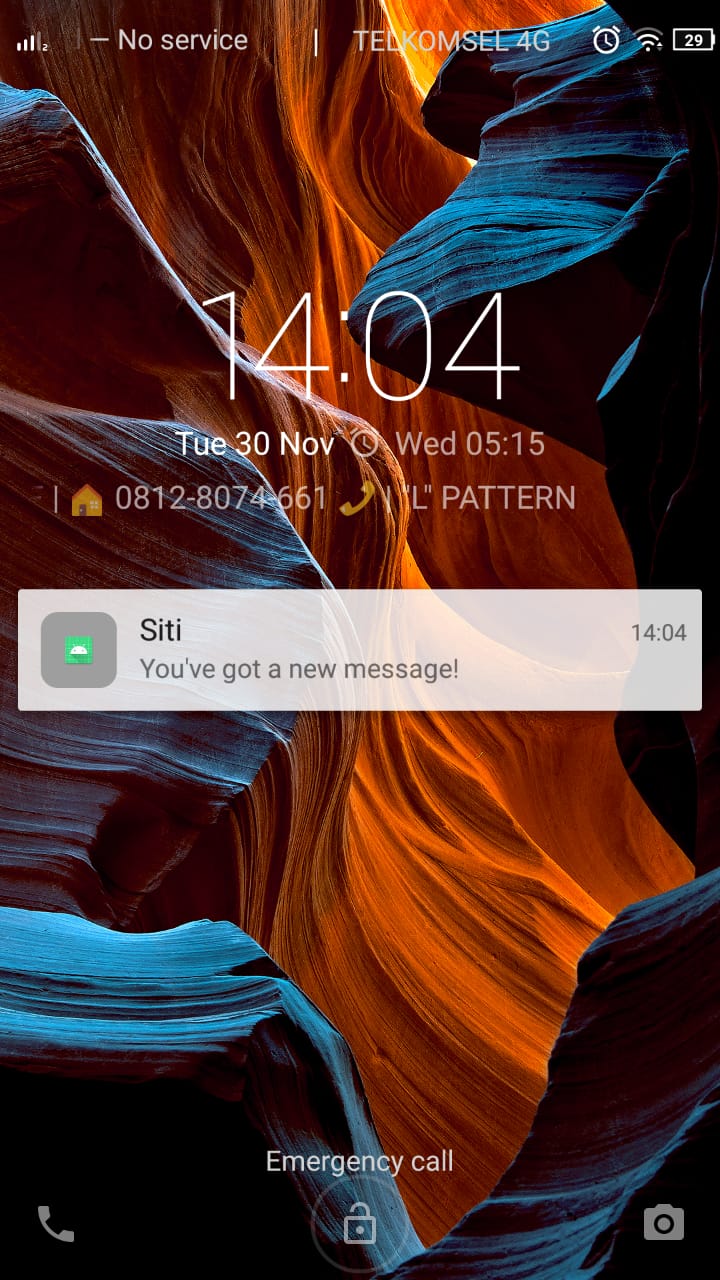 — No service | TELKOMSEL 4G 29
14:04
Tue 30 Nov Wed 05:15
| 🏠 0812-8074-661 📞 | "L" PATTERN
Siti 14:04
You've got a new message!
Emergency call